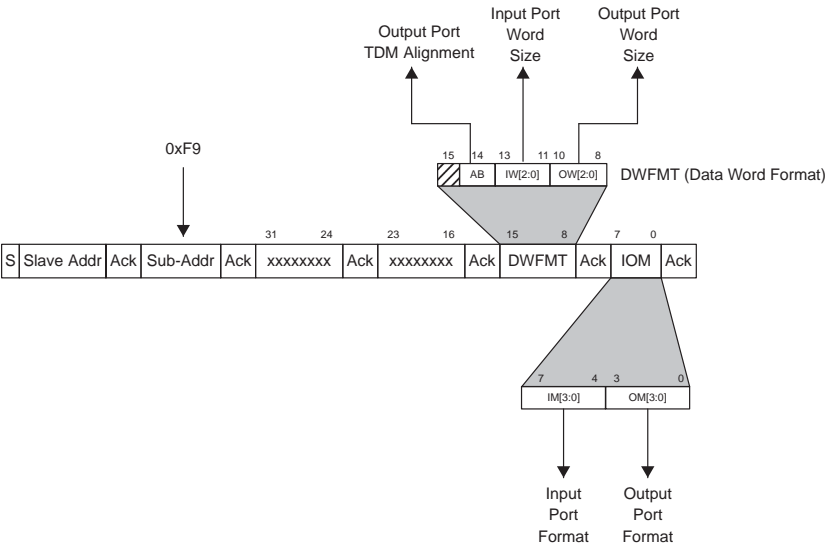 Output Port
TDM Alignment
Input Port
Word
Size
Output Port
Word
Size
0xF9
15 14 13 11 10 8
AB IW[2:0] OW[2:0] DWFMT (Data Word Format)
31 24 23 16 15 8 7 0
S Slave Addr Ack Sub-Addr Ack xxxxxxxx Ack xxxxxxxx Ack DWFMT Ack IOM Ack
7 4 3 0
IM[3:0] OM[3:0]
Input
Port
Format
Output
Port
Format